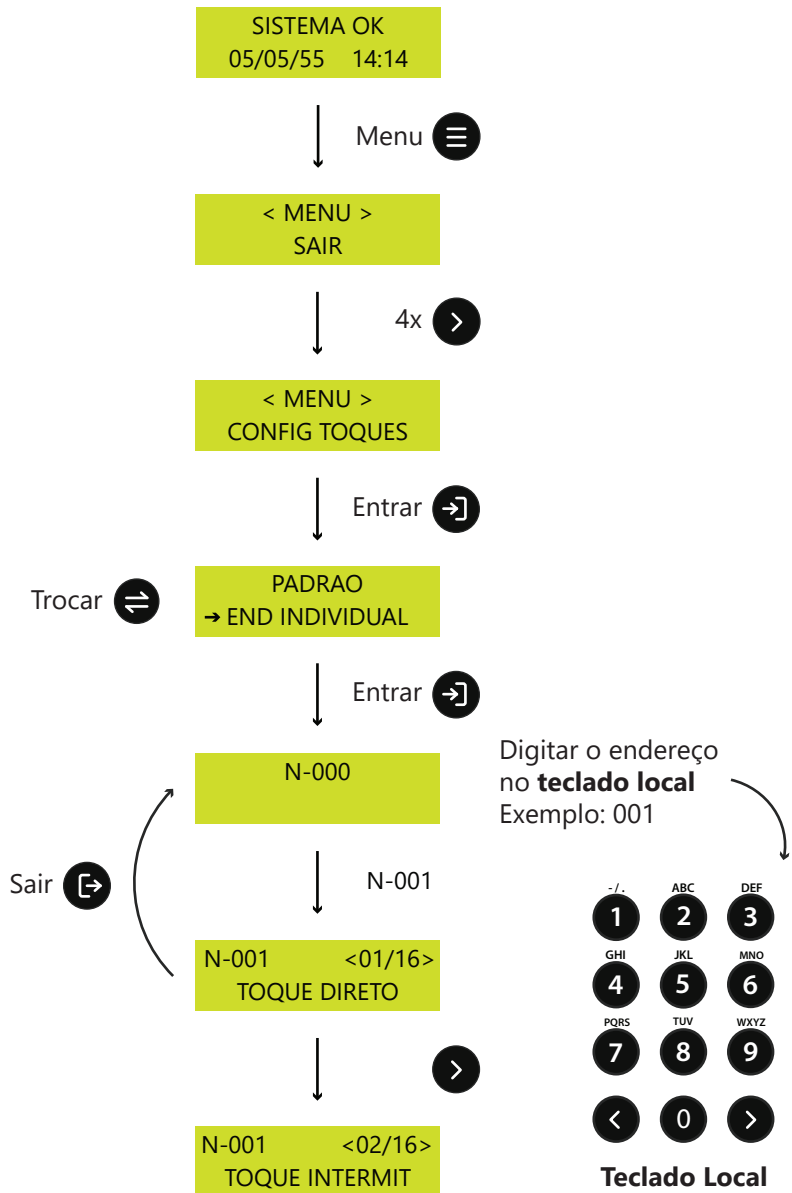 SISTEMA OK
05/05/55 14:14
Menu
< MENU >
SAIR
4x
< MENU >
CONFIG TOQUES
Entrar
Trocar
PADRAO
➔ END INDIVIDUAL
Entrar
N-000
Digitar o endereço
no teclado local
Exemplo: 001
Sair
N-001
N-001 <01/16>
TOQUE DIRETO
N-001 <02/16>
TOQUE INTERMIT
- / . ABC DEF
1 2 3
GHI JKL MNO
4 5 6
PQRS TUV WXYZ
7 8 9
< 0 >
Teclado Local